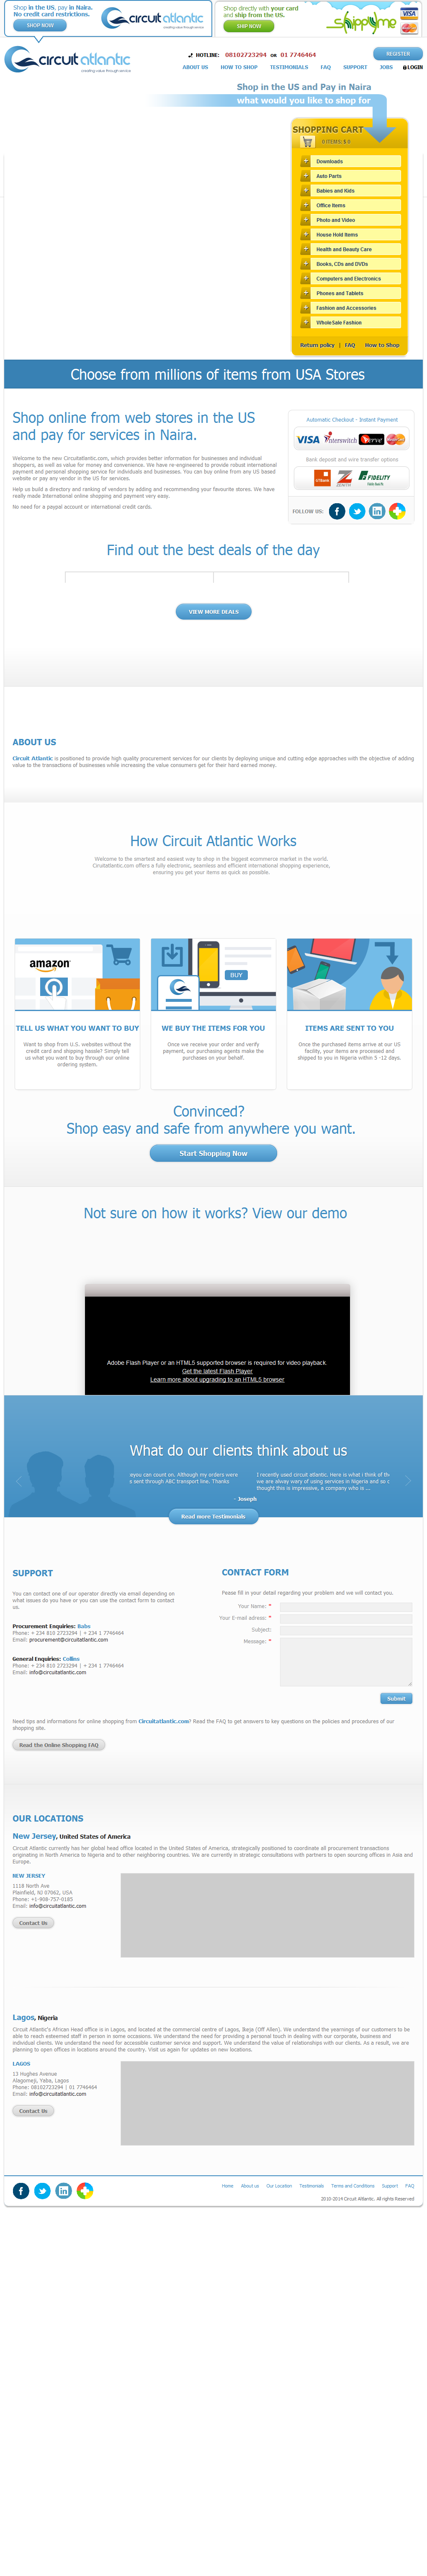 Shop in the US, pay in Naira.
No credit card restrictions.
SHOP NOW
circuit atlantic
creating value through service
Shop directly with your card
and ship from the US.
SHIP NOW
VISA
MasterCard
circuit atlantic
creating value through service
HOTLINE: 08102723294 OR 01 7746464
REGISTER
ABOUT US HOW TO SHOP TESTIMONIALS FAQ SUPPORT JOBS LOGIN
Shop in the US and Pay in Naira
what would you like to shop for
SHOPPING CART
0 ITEMS: $ 0
Downloads
Auto Parts
Babies and Kids
Office Items
Photo and Video
House Hold Items
Health and Beauty Care
Books, CDs and DVDs
Computers and Electronics
Phones and Tablets
Fashion and Accessories
WholeSale Fashion
Return policy | FAQ How to Shop
Choose from millions of items from USA Stores
Shop online from web stores in the US
and pay for services in Naira.
Welcome to the new Circuitatlantic.com, which provides better information for businesses and individual
shoppers, as well as value for money and convenience. We have re-engineered to provide robust international
payment and personal shopping service for individuals and businesses. You can buy online from any US based
website or pay any vendor in the US for services.
Help us build a directory and ranking of vendors by adding and recommending your favourite stores. We have
really made International online shopping and payment very easy.
No need for a paypal account or international credit cards.
Automatic Checkout - Instant Payment
VISA Interswitch Verve MasterCard
Bank deposit and wire transfer options
GTBank ZENITH FIDELITY
FOLLOW US:
Find out the best deals of the day
VIEW MORE DEALS
ABOUT US
Circuit Atlantic is positioned to provide high quality procurement services for our clients by deploying unique and cutting edge approaches with the objective of adding
value to the transactions of businesses while increasing the value consumers get for their hard earned money.
How Circuit Atlantic Works
Welcome to the smartest and easiest way to shop in the biggest ecommerce market in the world.
Ciruitatlantic.com offers a fully electronic, seamless and efficient international shopping experience,
ensuring you get your items as quick as possible.
amazon
BUY
TELL US WHAT YOU WANT TO BUY
Want to shop from U.S. websites without the
credit card and shipping hassle? Simply tell
us what you want to buy through our online
ordering system.
WE BUY THE ITEMS FOR YOU
Once we receive your order and verify
payment, our purchasing agents make the
purchases on your behalf.
ITEMS ARE SENT TO YOU
Once the purchased items arrive at our US
facility, your items are processed and
shipped to you in Nigeria within 5 -12 days.
Convinced?
Shop easy and safe from anywhere you want.
Start Shopping Now
Not sure on how it works? View our demo
Adobe Flash Player or an HTML5 supported browser is required for video playback.
Get the latest Flash Player
Learn more about upgrading to an HTML5 browser
What do our clients think about us
you can count on. Although my orders were
sent through ABC transport line. Thanks
- Joseph
I recently used circuit atlantic. Here is what i think of th
we are alway wary of using services in Nigeria and so i
thought this is impressive, a company who is ...
Read more Testimonials
SUPPORT
You can contact one of our operator directly via email depending on
what issues do you have or you can use the contact form to contact
us.
Procurement Enquiries: Babs
Phone: + 234 810 2723294 | + 234 1 7746464
Email: procurement@circuitatlantic.com
General Enquiries: Collins
Phone: + 234 810 2723294 | + 234 1 7746464
Email: info@circuitatlantic.com
CONTACT FORM
Please fill in your detail regarding your problem and we will contact you.
Your Name: *
Your E-mail adress: *
Subject:
Message: *
Submit
Need tips and informations for online shopping from Circuitatlantic.com? Read the FAQ to get answers to key questions on the policies and procedures of our
shopping site.
Read the Online Shopping FAQ
OUR LOCATIONS
New Jersey, United States of America
Circuit Atlantic currently has her global head office located in the United States of America, strategically positioned to coordinate all procurement transactions
originating in North America to Nigeria and to other neighboring countries. We are currently in strategic consultations with partners to open sourcing offices in Asia and
Europe.
NEW JERSEY
1118 North Ave
Plainfield, NJ 07062, USA
Phone: +1-908-757-0185
Email: info@circuitatlantic.com
Contact Us
Lagos, Nigeria
Circuit Atlantic's African Head office is in Lagos, and located at the commercial centre of Lagos, Ikeja (Off Allen). We understand the yearnings of our customers to be
able to reach esteemed staff in person in some occasions. We understand the need for providing a personal touch in dealing with our corporate, business and
individual clients. We understand the need for accessible customer service and support. We understand the value of relationships with our clients. As a result, we are
planning to open offices in locations around the country. Visit us again for updates on new locations.
LAGOS
13 Hughes Avenue
Alagomeji, Yaba, Lagos
Phone: 08102723294 | 01 7746464
Email: info@circuitatlantic.com
Contact Us
Home About us Our Location Testimonials Terms and Conditions Support FAQ
2010-2014 Circuit Altlantic. All rights Reserved